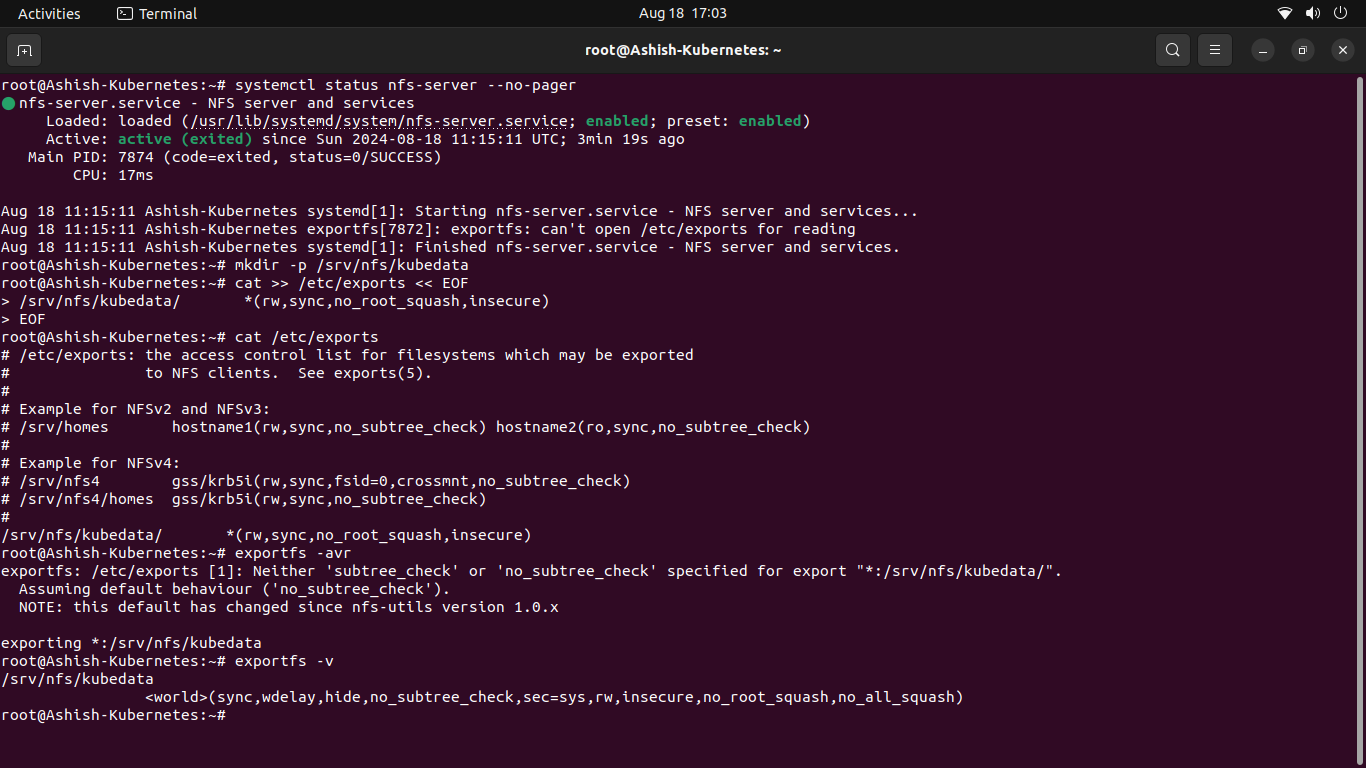 Activities Terminal Aug 18 17:03
root@Ashish-Kubernetes: ~
root@Ashish-Kubernetes:~# systemctl status nfs-server --no-pager
● nfs-server.service - NFS server and services
     Loaded: loaded (/usr/lib/systemd/system/nfs-server.service; enabled; preset: enabled)
     Active: active (exited) since Sun 2024-08-18 11:15:11 UTC; 3min 19s ago
   Main PID: 7874 (code=exited, status=0/SUCCESS)
        CPU: 17ms

Aug 18 11:15:11 Ashish-Kubernetes systemd[1]: Starting nfs-server.service - NFS server and services...
Aug 18 11:15:11 Ashish-Kubernetes exportfs[7872]: exportfs: can't open /etc/exports for reading
Aug 18 11:15:11 Ashish-Kubernetes systemd[1]: Finished nfs-server.service - NFS server and services.
root@Ashish-Kubernetes:~# mkdir -p /srv/nfs/kubedata
root@Ashish-Kubernetes:~# cat >> /etc/exports << EOF
> /srv/nfs/kubedata/       *(rw,sync,no_root_squash,insecure)
> EOF
root@Ashish-Kubernetes:~# cat /etc/exports
# /etc/exports: the access control list for filesystems which may be exported
#               to NFS clients.  See exports(5).
#
# Example for NFSv2 and NFSv3:
# /srv/homes       hostname1(rw,sync,no_subtree_check) hostname2(ro,sync,no_subtree_check)
#
# Example for NFSv4:
# /srv/nfs4        gss/krb5i(rw,sync,fsid=0,crossmnt,no_subtree_check)
# /srv/nfs4/homes  gss/krb5i(rw,sync,no_subtree_check)
#
/srv/nfs/kubedata/       *(rw,sync,no_root_squash,insecure)
root@Ashish-Kubernetes:~# exportfs -avr
exportfs: /etc/exports [1]: Neither 'subtree_check' or 'no_subtree_check' specified for export "*:/srv/nfs/kubedata/".
  Assuming default behaviour ('no_subtree_check').
  NOTE: this default has changed since nfs-utils version 1.0.x

exporting *:/srv/nfs/kubedata
root@Ashish-Kubernetes:~# exportfs -v
/srv/nfs/kubedata
                <world>(sync,wdelay,hide,no_subtree_check,sec=sys,rw,insecure,no_root_squash,no_all_squash)
root@Ashish-Kubernetes:~#